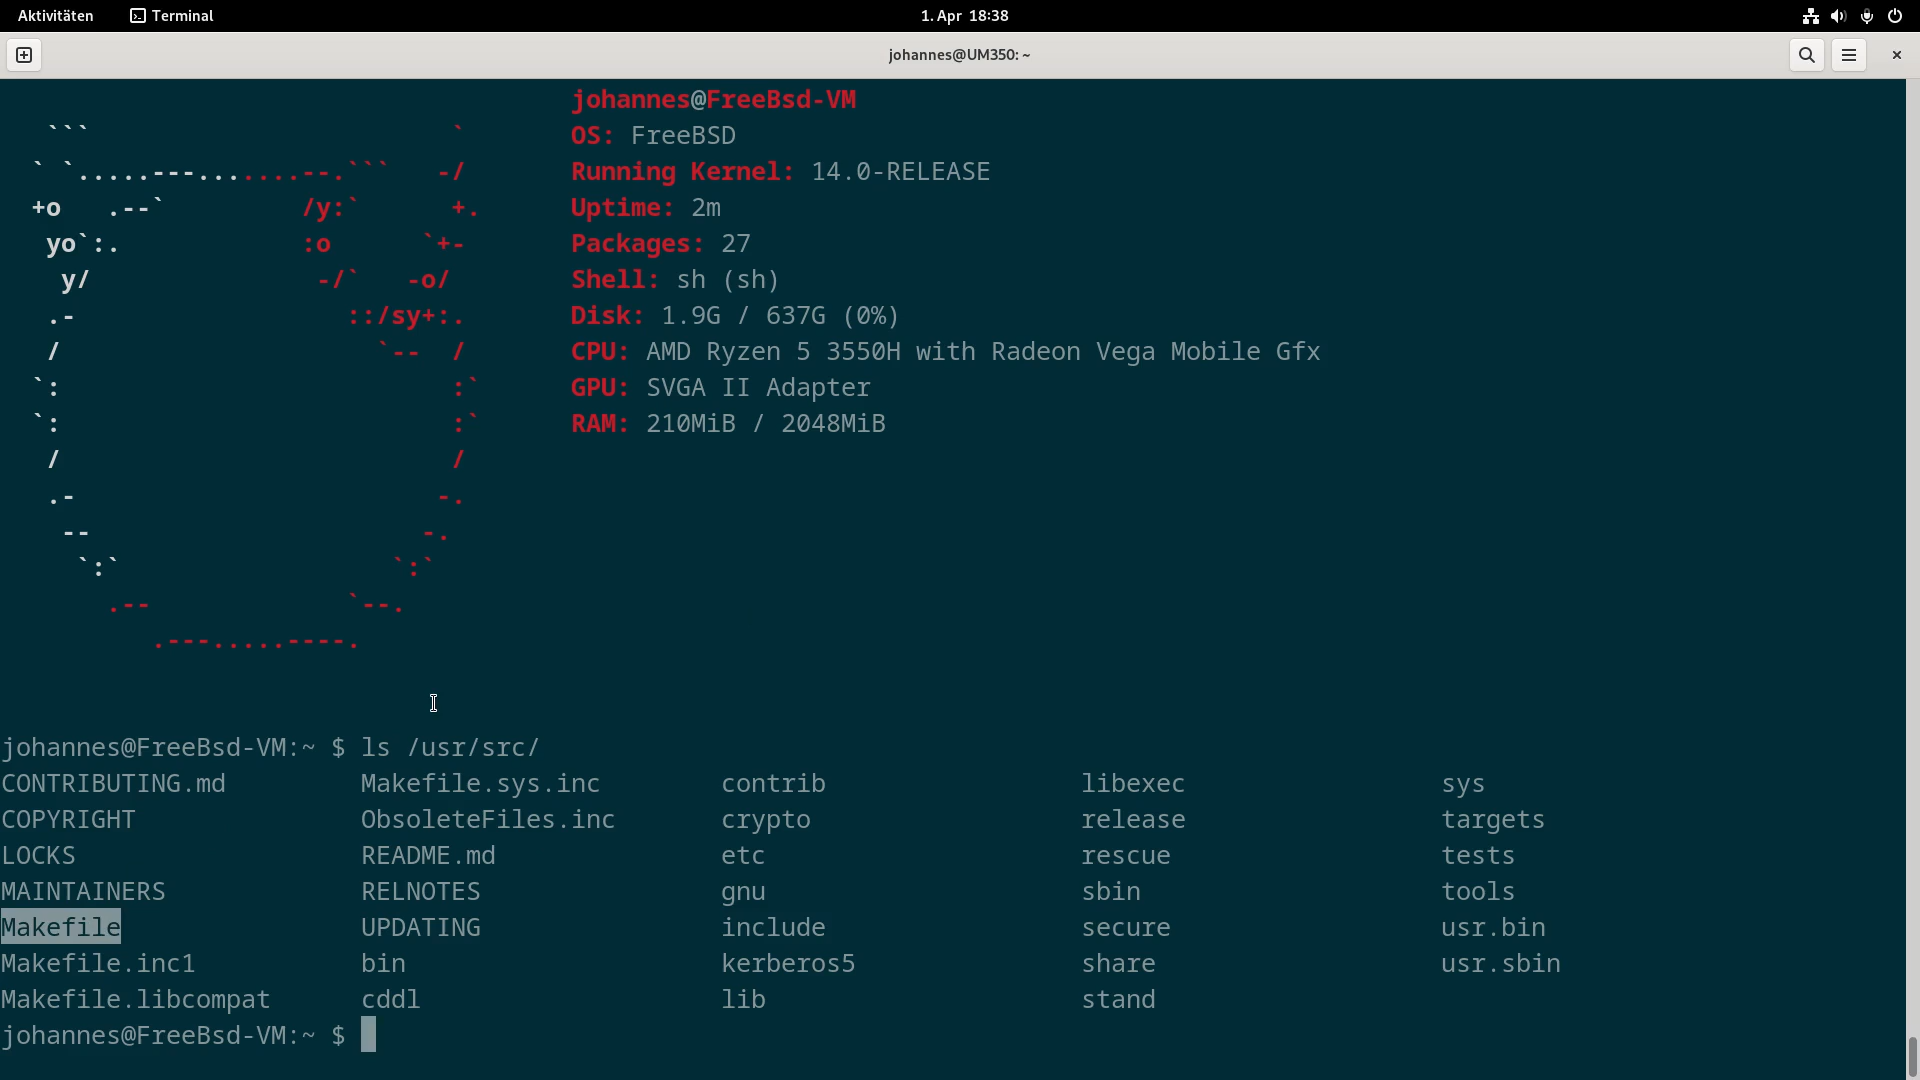 Aktivitäten Terminal 1. Apr 18:38
johannes@UM350: ~
johannes@FreeBsd-VM
``` `
OS: FreeBSD
` `.....---.......--.``` -/
Running Kernel: 14.0-RELEASE
+o .--` /y:` +.
Uptime: 2m
yo`:. :o `+-
Packages: 27
y/ -/` -o/
Shell: sh (sh)
.- ::/sy+:.
Disk: 1.9G / 637G (0%)
/ `-- /
CPU: AMD Ryzen 5 3550H with Radeon Vega Mobile Gfx
`: :`
GPU: SVGA II Adapter
`: :`
RAM: 210MiB / 2048MiB
/ /
.- -.
-- -.
`:` `:`
.-- `--.
.---.....----.
johannes@FreeBsd-VM:~ $ ls /usr/src/
CONTRIBUTING.md Makefile.sys.inc contrib libexec sys
COPYRIGHT ObsoleteFiles.inc crypto release targets
LOCKS README.md etc rescue tests
MAINTAINERS RELNOTES gnu sbin tools
Makefile UPDATING include secure usr.bin
Makefile.inc1 bin kerberos5 share usr.sbin
Makefile.libcompat cddl lib stand
johannes@FreeBsd-VM:~ $